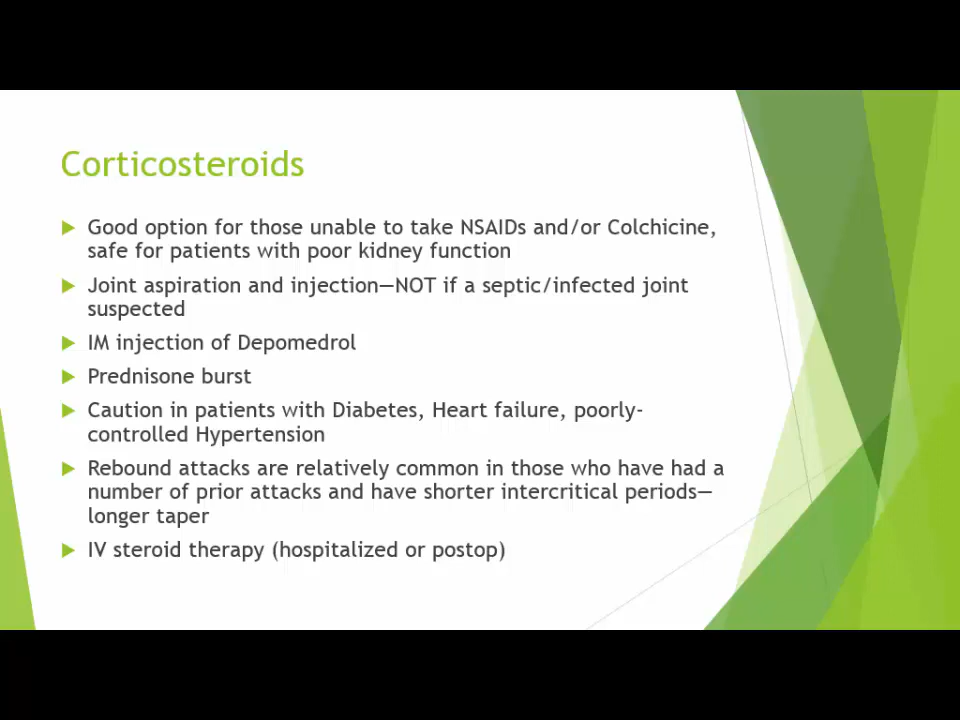 Corticosteroids
Good option for those unable to take NSAIDs and/or Colchicine,
safe for patients with poor kidney function
Joint aspiration and injection—NOT if a septic/infected joint
suspected
IM injection of Depomedrol
Prednisone burst
Caution in patients with Diabetes, Heart failure, poorly-
controlled Hypertension
Rebound attacks are relatively common in those who have had a
number of prior attacks and have shorter intercritical periods—
longer taper
IV steroid therapy (hospitalized or postop)